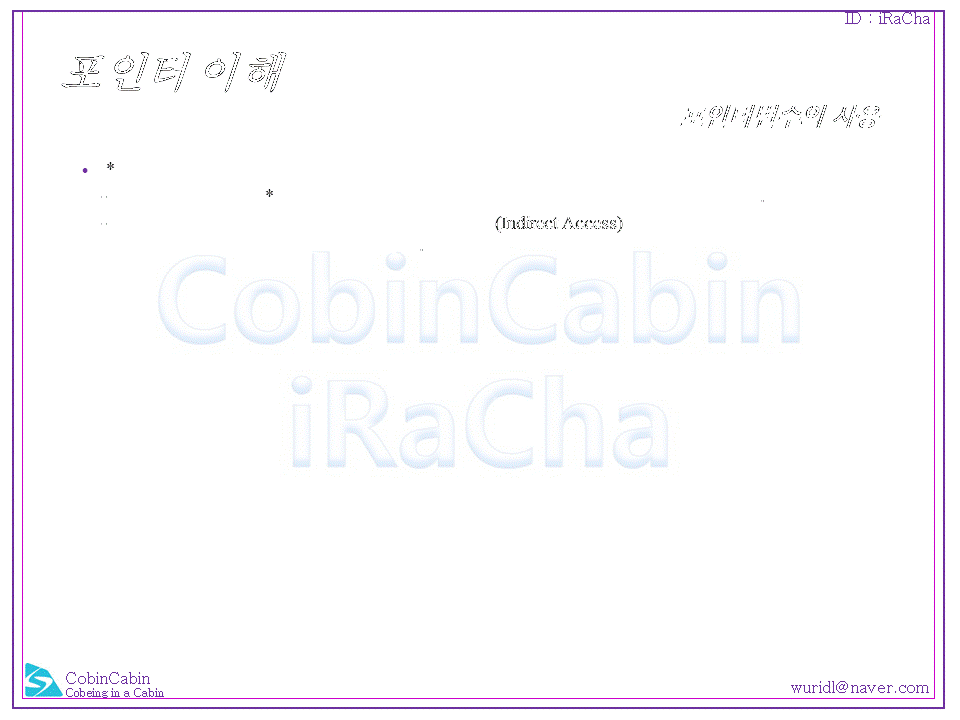 ID : iRaCha
포인터 이해
포인터변수의 사용
• *
*
(Indirect Access)
CobinCabin
iRaCha
CobinCabin
Cobeing in a Cabin
wuridl@naver.com